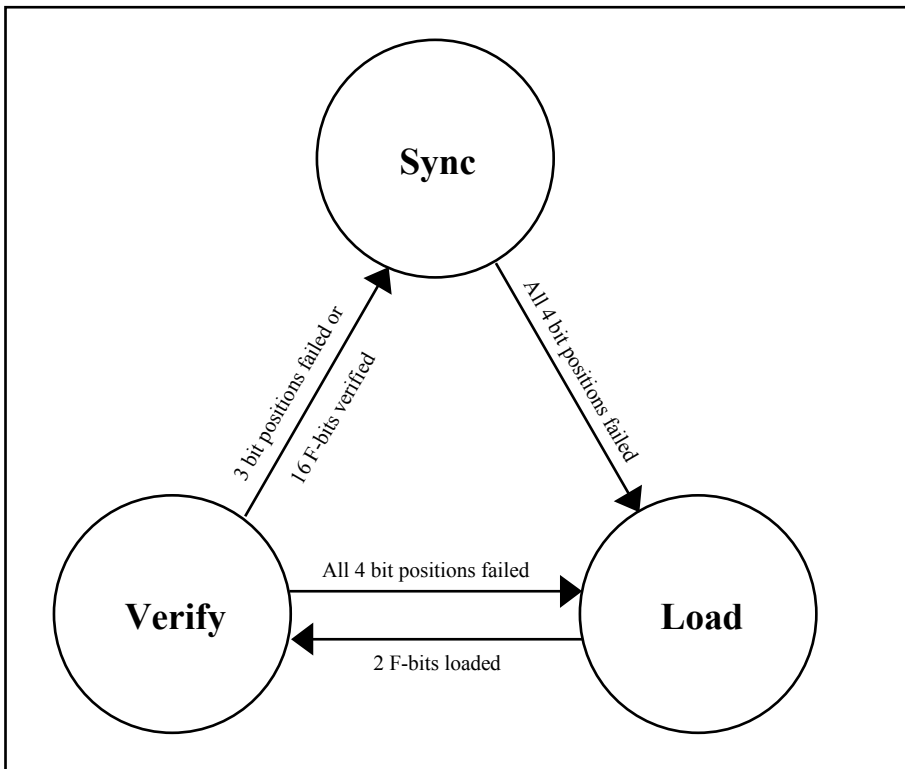 Sync
3 bit positions failed or
16 F-bits verified
All 4 bit positions failed
All 4 bit positions failed
Verify
Load
2 F-bits loaded